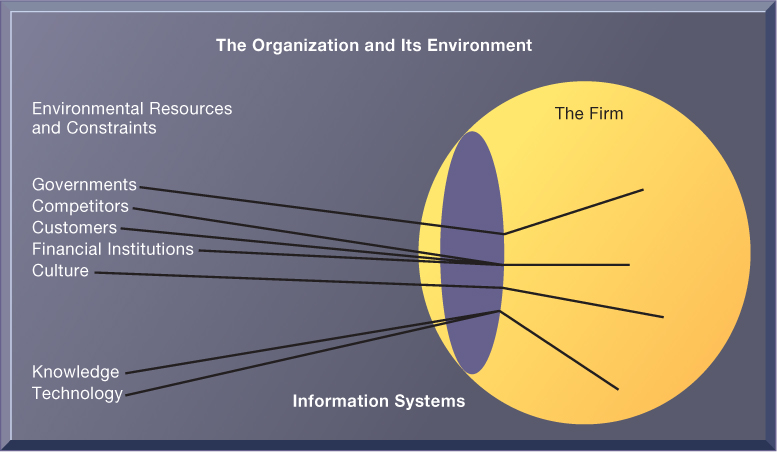 The Organization and Its Environment
Environmental Resources
and Constraints
The Firm
Governments
Competitors
Customers
Financial Institutions
Culture
Knowledge
Technology
Information Systems